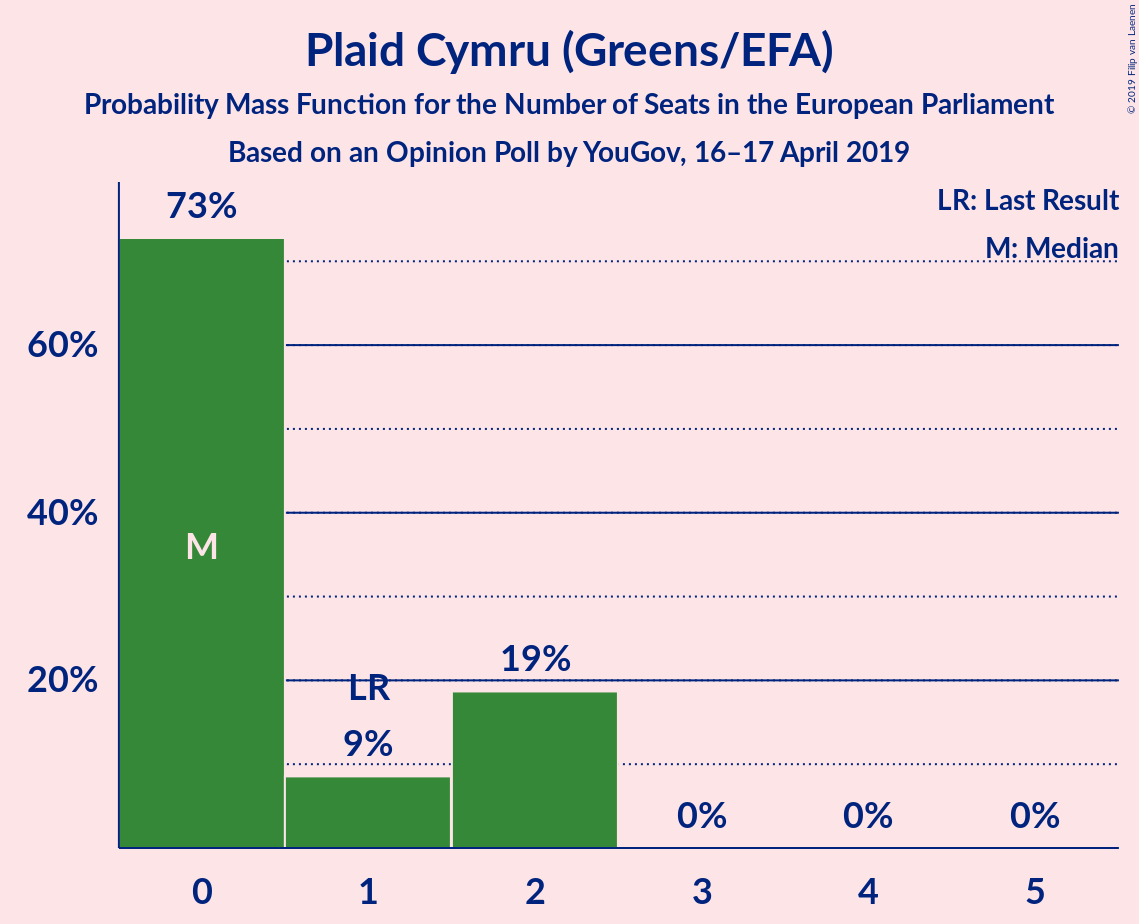 Plaid Cymru (Greens/EFA)
Probability Mass Function for the Number of Seats in the European Parliament
Based on an Opinion Poll by YouGov, 16–17 April 2019
© 2019 Filip van Laenen
LR: Last Result
M: Median
73%
60%
40%
M
20%
19%
LR
9%
0%
0%
0%
0
1
2
3
4
5